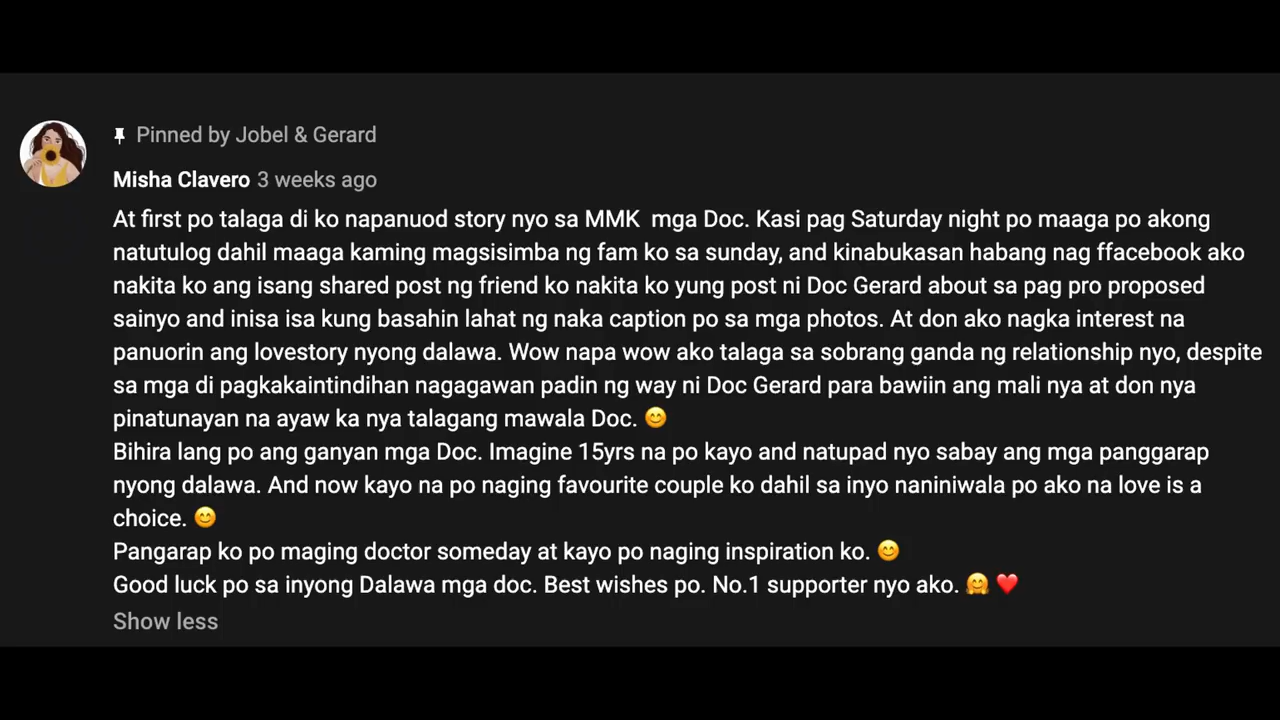 Pinned by Jobel & Gerard
Misha Clavero 3 weeks ago
At first po talaga di ko napanuod story nyo sa MMK  mga Doc. Kasi pag Saturday night po maaga po akong
natutulog dahil maaga kaming magsisimba ng fam ko sa sunday, and kinabukasan habang nag ffacebook ako
nakita ko ang isang shared post ng friend ko nakita ko yung post ni Doc Gerard about sa pag pro proposed
sainyo and inisa isa kung basahin lahat ng naka caption po sa mga photos. At don ako nagka interest na
panuorin ang lovestory nyong dalawa. Wow napa wow ako talaga sa sobrang ganda ng relationship nyo, despite
sa mga di pagkakaintindihan nagagawan padin ng way ni Doc Gerard para bawiin ang mali nya at don nya
pinatunayan na ayaw ka nya talagang mawala Doc. 😊
Bihira lang po ang ganyan mga Doc. Imagine 15yrs na po kayo and natupad nyo sabay ang mga panggarap
nyong dalawa. And now kayo na po naging favourite couple ko dahil sa inyo naniniwala po ako na love is a
choice. 😊
Pangarap ko po maging doctor someday at kayo po naging inspiration ko. 😊
Good luck po sa inyong Dalawa mga doc. Best wishes po. No.1 supporter nyo ako. 🤗 ❤️
Show less